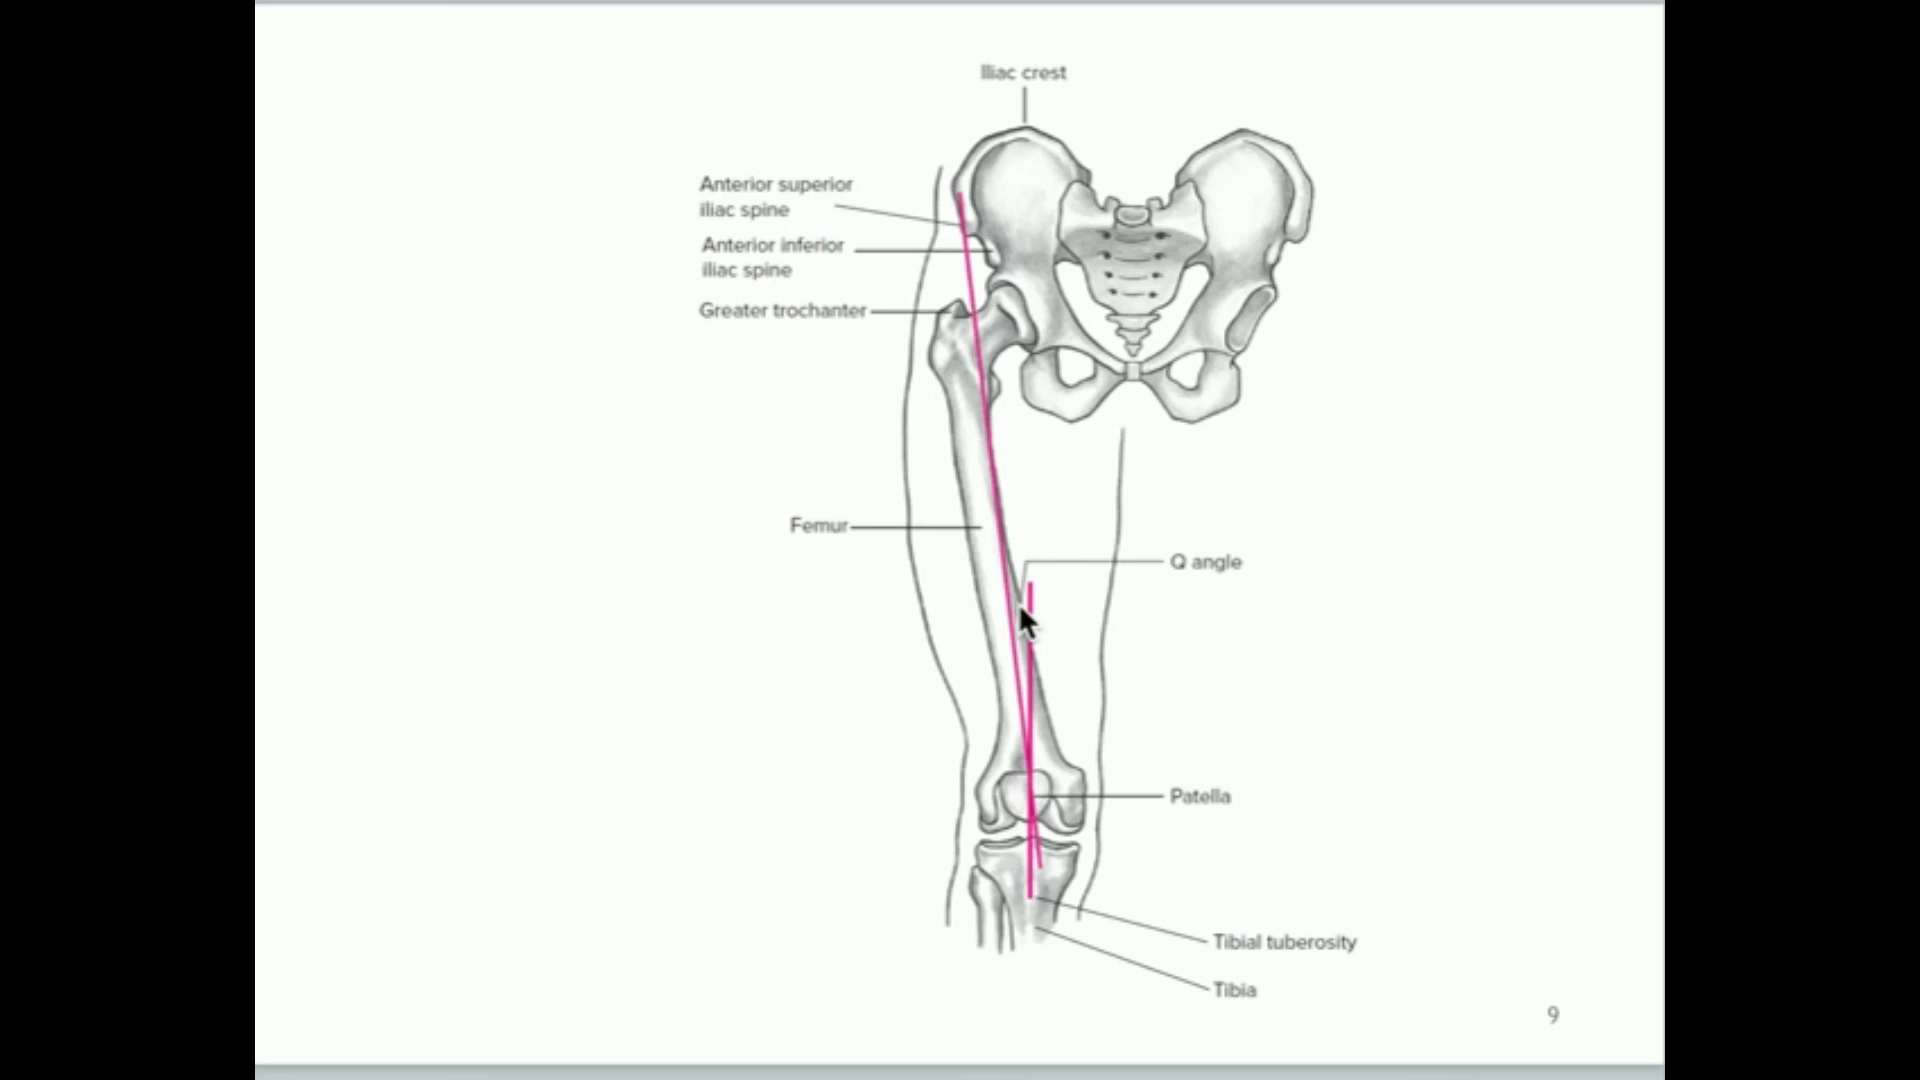 Iliac crest
Anterior superior
iliac spine
Anterior inferior
iliac spine
Greater trochanter
Femur
Q angle
Patella
Tibial tuberosity
Tibia
9